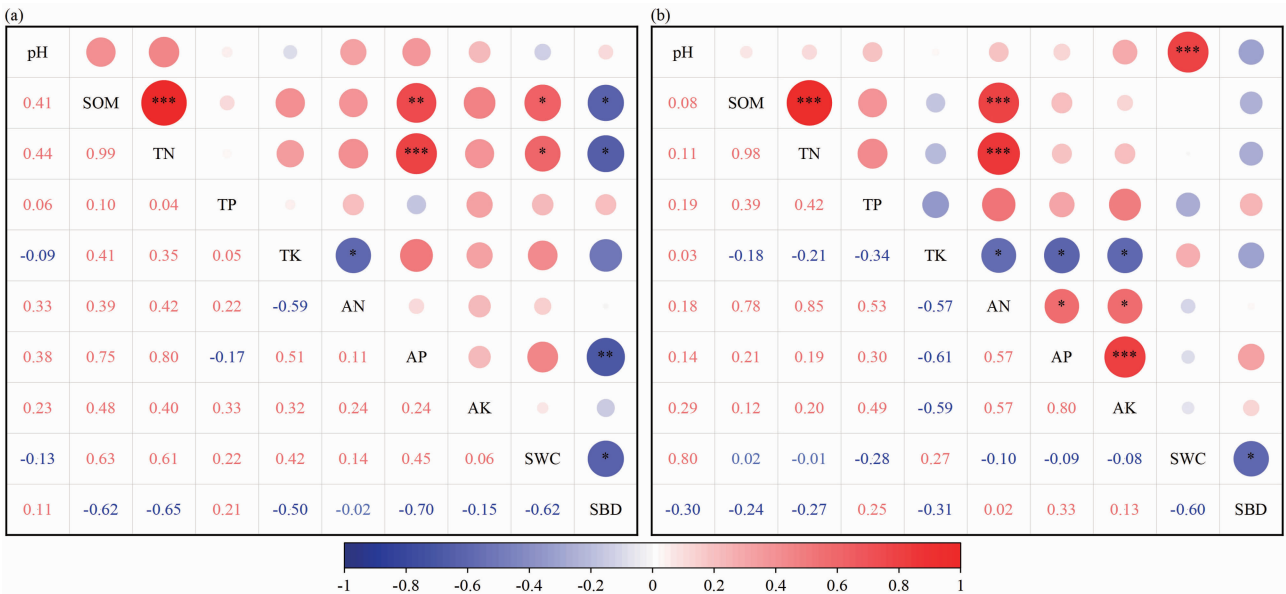 (a) (b)
pH *** pH ***
0.41 SOM *** ** * * 0.08 SOM *** ***
0.44 0.99 TN *** * * 0.11 0.98 TN ***
0.06 0.10 0.04 TP 0.19 0.39 0.42 TP
-0.09 0.41 0.35 0.05 TK * 0.03 -0.18 -0.21 -0.34 TK * * *
0.33 0.39 0.42 0.22 -0.59 AN 0.18 0.78 0.85 0.53 -0.57 AN * *
0.38 0.75 0.80 -0.17 0.51 0.11 AP ** 0.14 0.21 0.19 0.30 -0.61 0.57 AP ***
0.23 0.48 0.40 0.33 0.32 0.24 0.24 AK 0.29 0.12 0.20 0.49 -0.59 0.57 0.80 AK
-0.13 0.63 0.61 0.22 0.42 0.14 0.45 0.06 SWC * 0.80 0.02 -0.01 -0.28 0.27 -0.10 -0.09 -0.08 SWC *
0.11 -0.62 -0.65 0.21 -0.50 -0.02 -0.70 -0.15 -0.62 SBD -0.30 -0.24 -0.27 0.25 -0.31 0.02 0.33 0.13 -0.60 SBD
-1 -0.8 -0.6 -0.4 -0.2 0 0.2 0.4 0.6 0.8 1